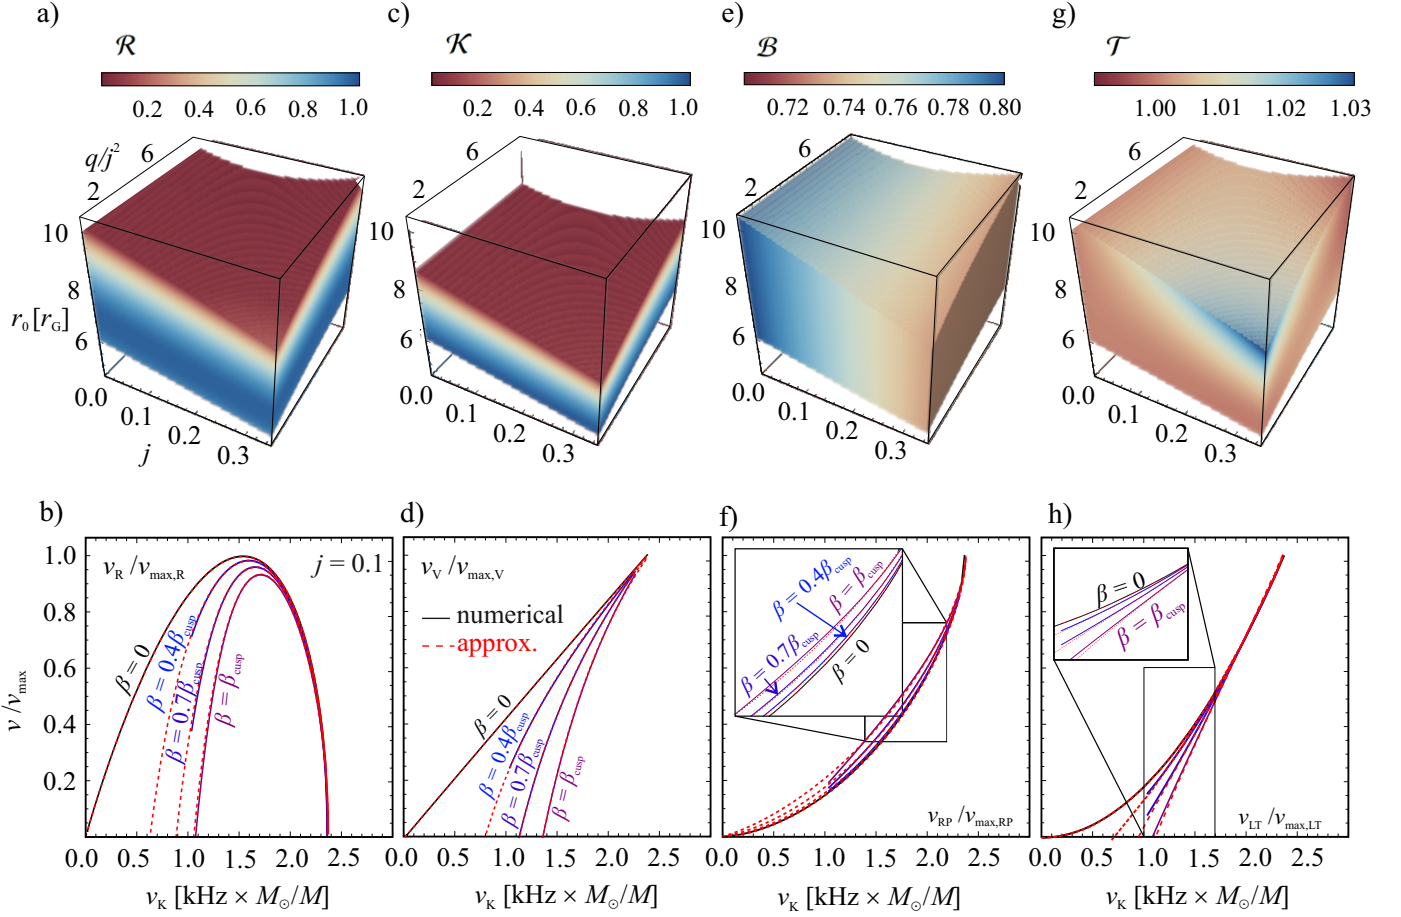 a)
c)
e)
g)
ℛ
𝒦
ℬ
𝒯
0.2 0.4 0.6 0.8 1.0
0.2 0.4 0.6 0.8 1.0
0.72 0.74 0.76 0.78 0.80
1.00 1.01 1.02 1.03
q/j²
6
2
10
8
r₀[r_G]
6
0.0
0.1
0.2
0.3
j
6
2
10
8
6
0.0
0.1
0.2
0.3
6
2
10
8
6
0.0
0.1
0.2
0.3
6
2
10
8
6
0.0
0.1
0.2
0.3
b)
ν_R/ν_max,R
j = 0.1
β = 0
β = 0.4β_cusp
β = 0.7β_cusp
β = β_cusp
ν/ν_max
1.0
0.8
0.6
0.4
0.2
0.0 0.5 1.0 1.5 2.0 2.5
ν_K [kHz × M_⊙/M]
d)
ν_V/ν_max,V
numerical
approx.
β = 0
β = 0.4β_cusp
β = 0.7β_cusp
β = β_cusp
0.0 0.5 1.0 1.5 2.0 2.5
ν_K [kHz × M_⊙/M]
f)
β = 0.4β_cusp
β = β_cusp
β = 0.7β_cusp
β = 0
ν_RP/ν_max,RP
0.0 0.5 1.0 1.5 2.0 2.5
ν_K [kHz × M_⊙/M]
h)
β = 0
β = β_cusp
ν_LT/ν_max,LT
0.0 0.5 1.0 1.5 2.0 2.5
ν_K [kHz × M_⊙/M]